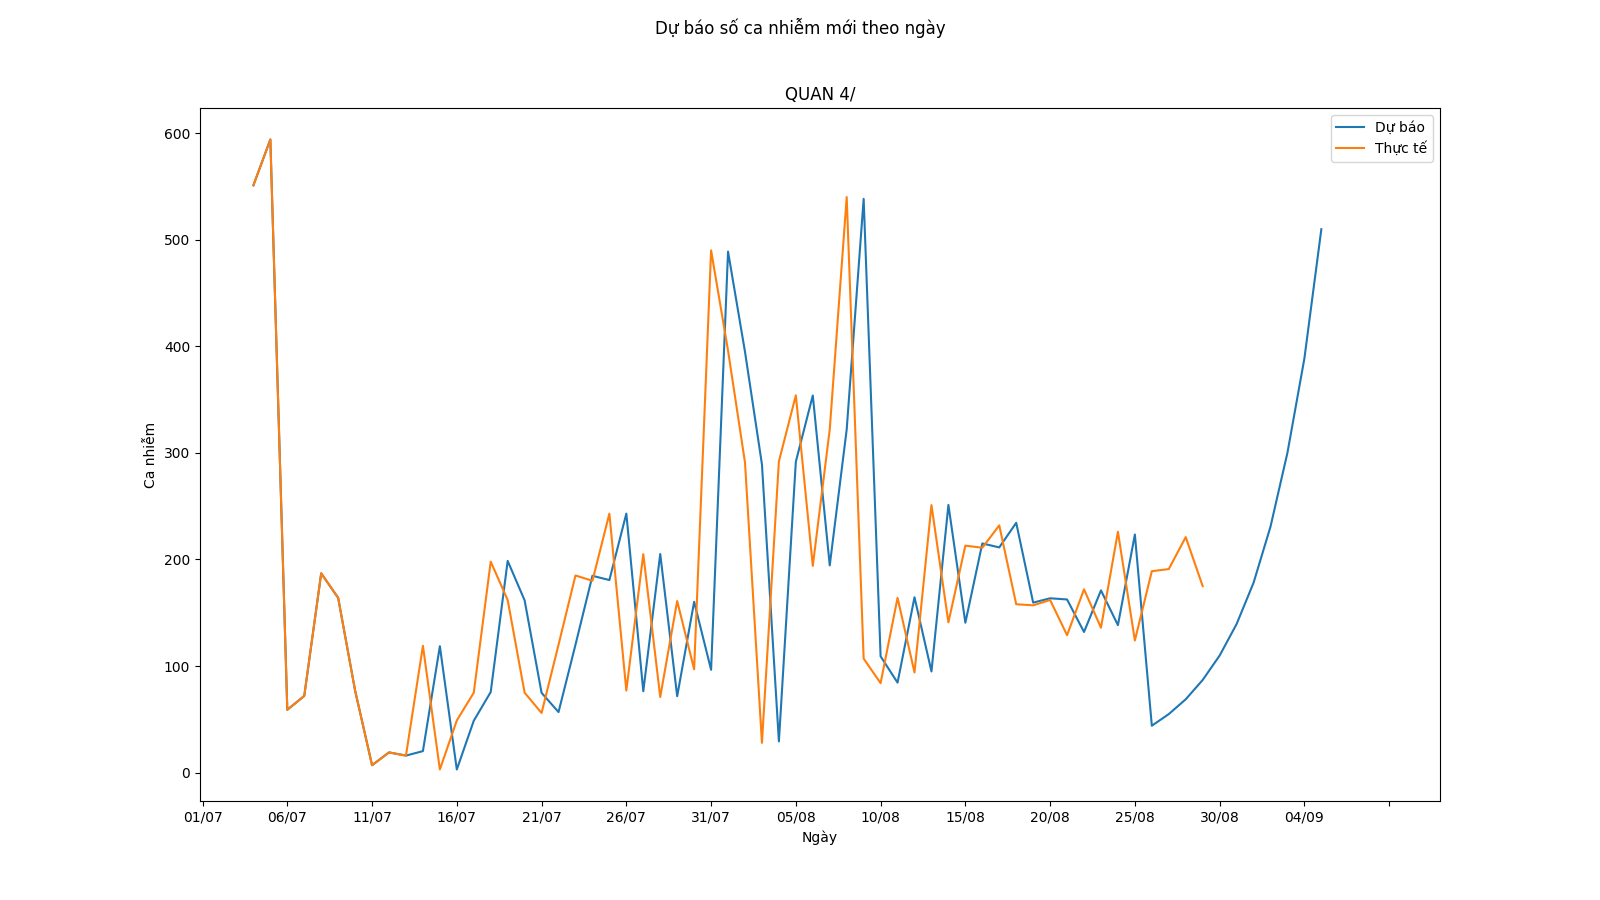 Dự báo số ca nhiễm mới theo ngày
QUAN 4/
Dự báo
Thực tế
600
500
400
300
200
100
0
Ca nhiễm
01/07 06/07 11/07 16/07 21/07 26/07 31/07 05/08 10/08 15/08 20/08 25/08 30/08 04/09
Ngày